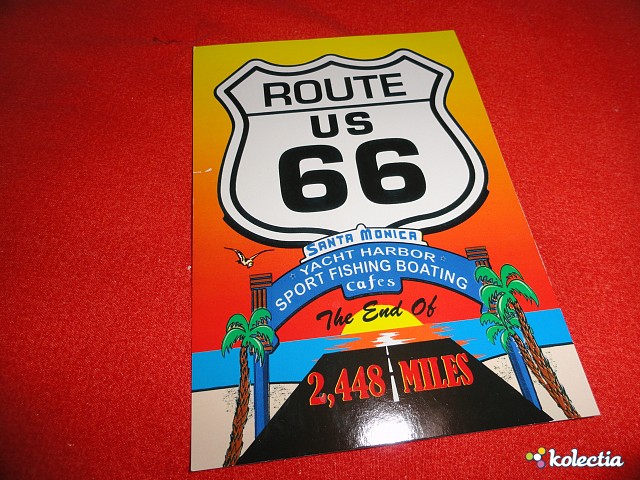 ROUTE
US
66
SANTA MONICA
☆ YACHT HARBOR ☆
SPORT FISHING BOATING
Cafes
The End Of
2,448 MILES
kolectia